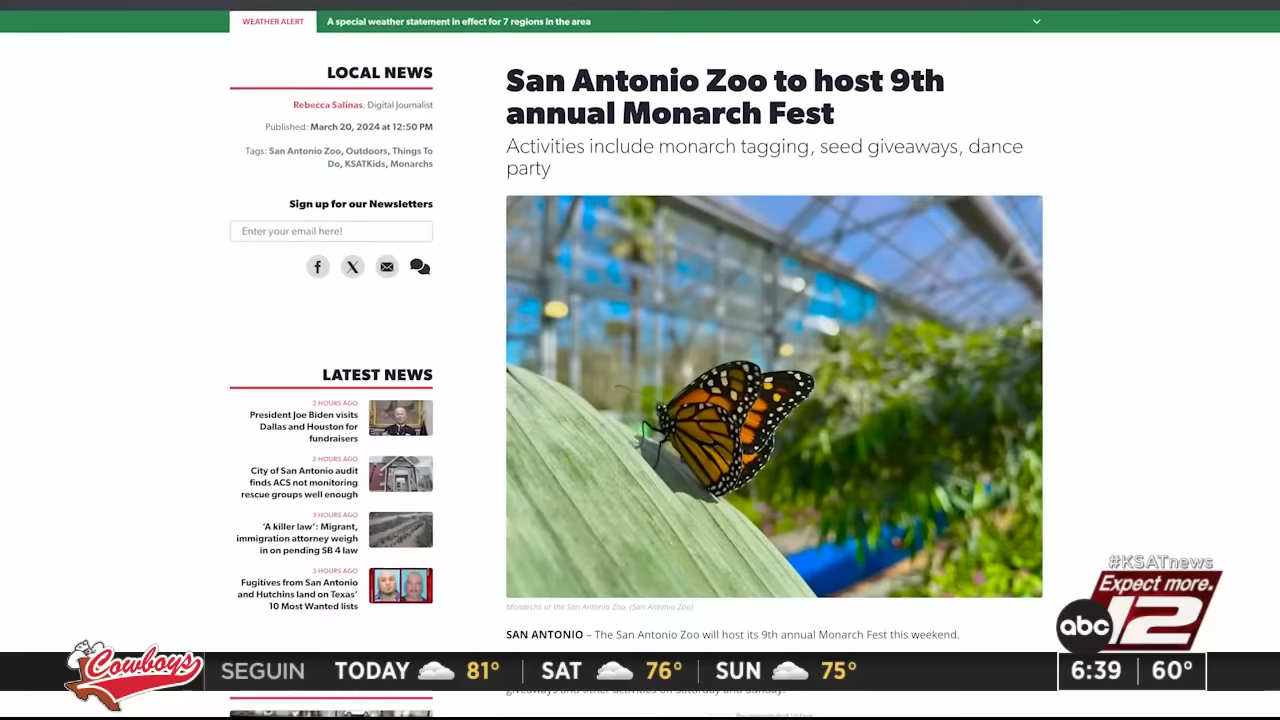 WEATHER ALERT
A special weather statement in effect for 7 regions in the area
LOCAL NEWS
Rebecca Salinas, Digital Journalist
Published: March 20, 2024 at 12:50 PM
Tags: San Antonio Zoo, Outdoors, Things To
Do, KSATKids, Monarchs
Sign up for our Newsletters
Enter your email here!
LATEST NEWS
2 HOURS AGO
President Joe Biden visits
Dallas and Houston for
fundraisers
2 HOURS AGO
City of San Antonio audit
finds ACS not monitoring
rescue groups well enough
3 HOURS AGO
‘A killer law’: Migrant,
immigration attorney weigh
in on pending SB 4 law
3 HOURS AGO
Fugitives from San Antonio
and Hutchins land on Texas’
10 Most Wanted lists
San Antonio Zoo to host 9th
annual Monarch Fest
Activities include monarch tagging, seed giveaways, dance
party
Monarchs at the San Antonio Zoo. (San Antonio Zoo)
SAN ANTONIO – The San Antonio Zoo will host its 9th annual Monarch Fest this weekend.
giveaways and other activities on Saturday and Sunday.
#KSATnews
Expect more.
abc 12
Cowboys
SEGUIN TODAY 81° SAT 76° SUN 75°
6:39 60°